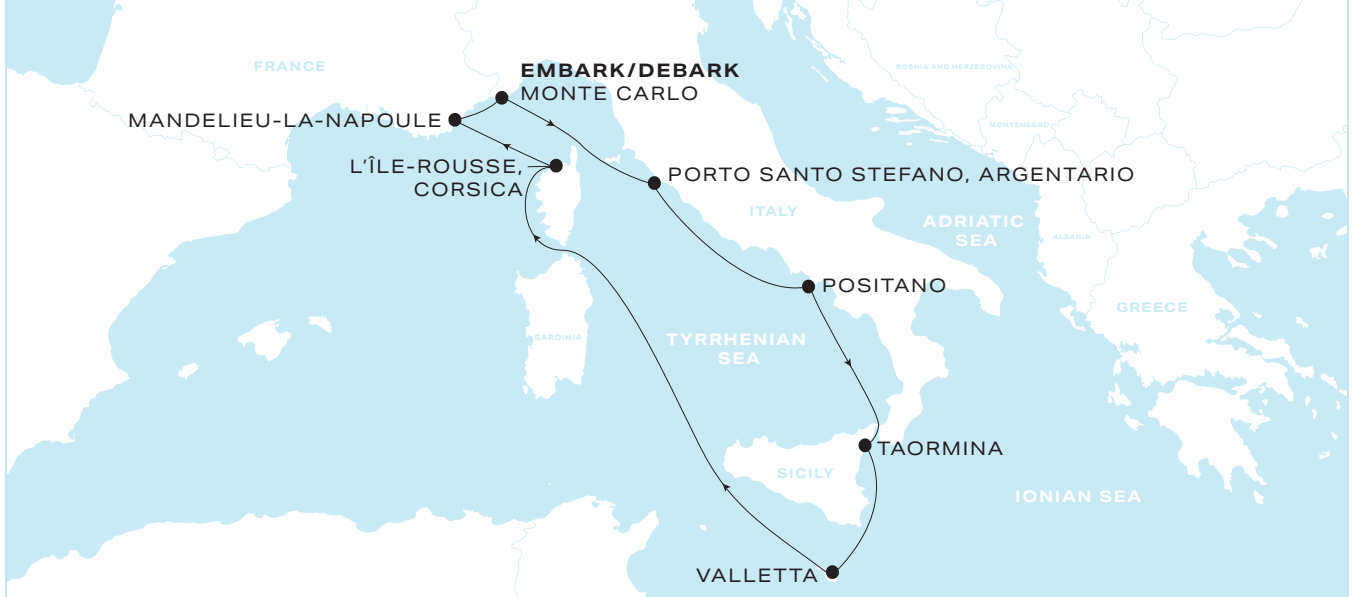 FRANCE
BOSNIA AND HERZEGOVINA
EMBARK/DEBARK
MONTE CARLO
MANDELIEU-LA-NAPOULE
MONTENEGRO
L'ÎLE-ROUSSE,
CORSICA
PORTO SANTO STEFANO, ARGENTARIO
ITALY
ADRIATIC
SEA
ALBANIA
POSITANO
GREECE
SARDINIA
TYRRHENIAN
SEA
TAORMINA
SICILY
IONIAN SEA
VALLETTA